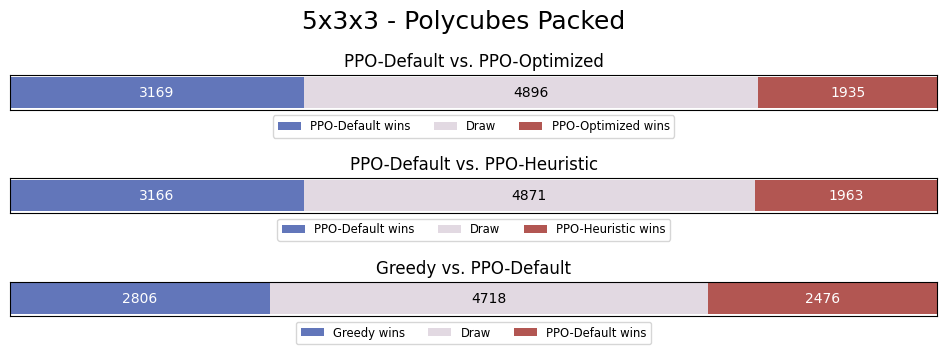 5x3x3 - Polycubes Packed
PPO-Default vs. PPO-Optimized
3169 4896 1935
PPO-Default wins Draw PPO-Optimized wins
PPO-Default vs. PPO-Heuristic
3166 4871 1963
PPO-Default wins Draw PPO-Heuristic wins
Greedy vs. PPO-Default
2806 4718 2476
Greedy wins Draw PPO-Default wins